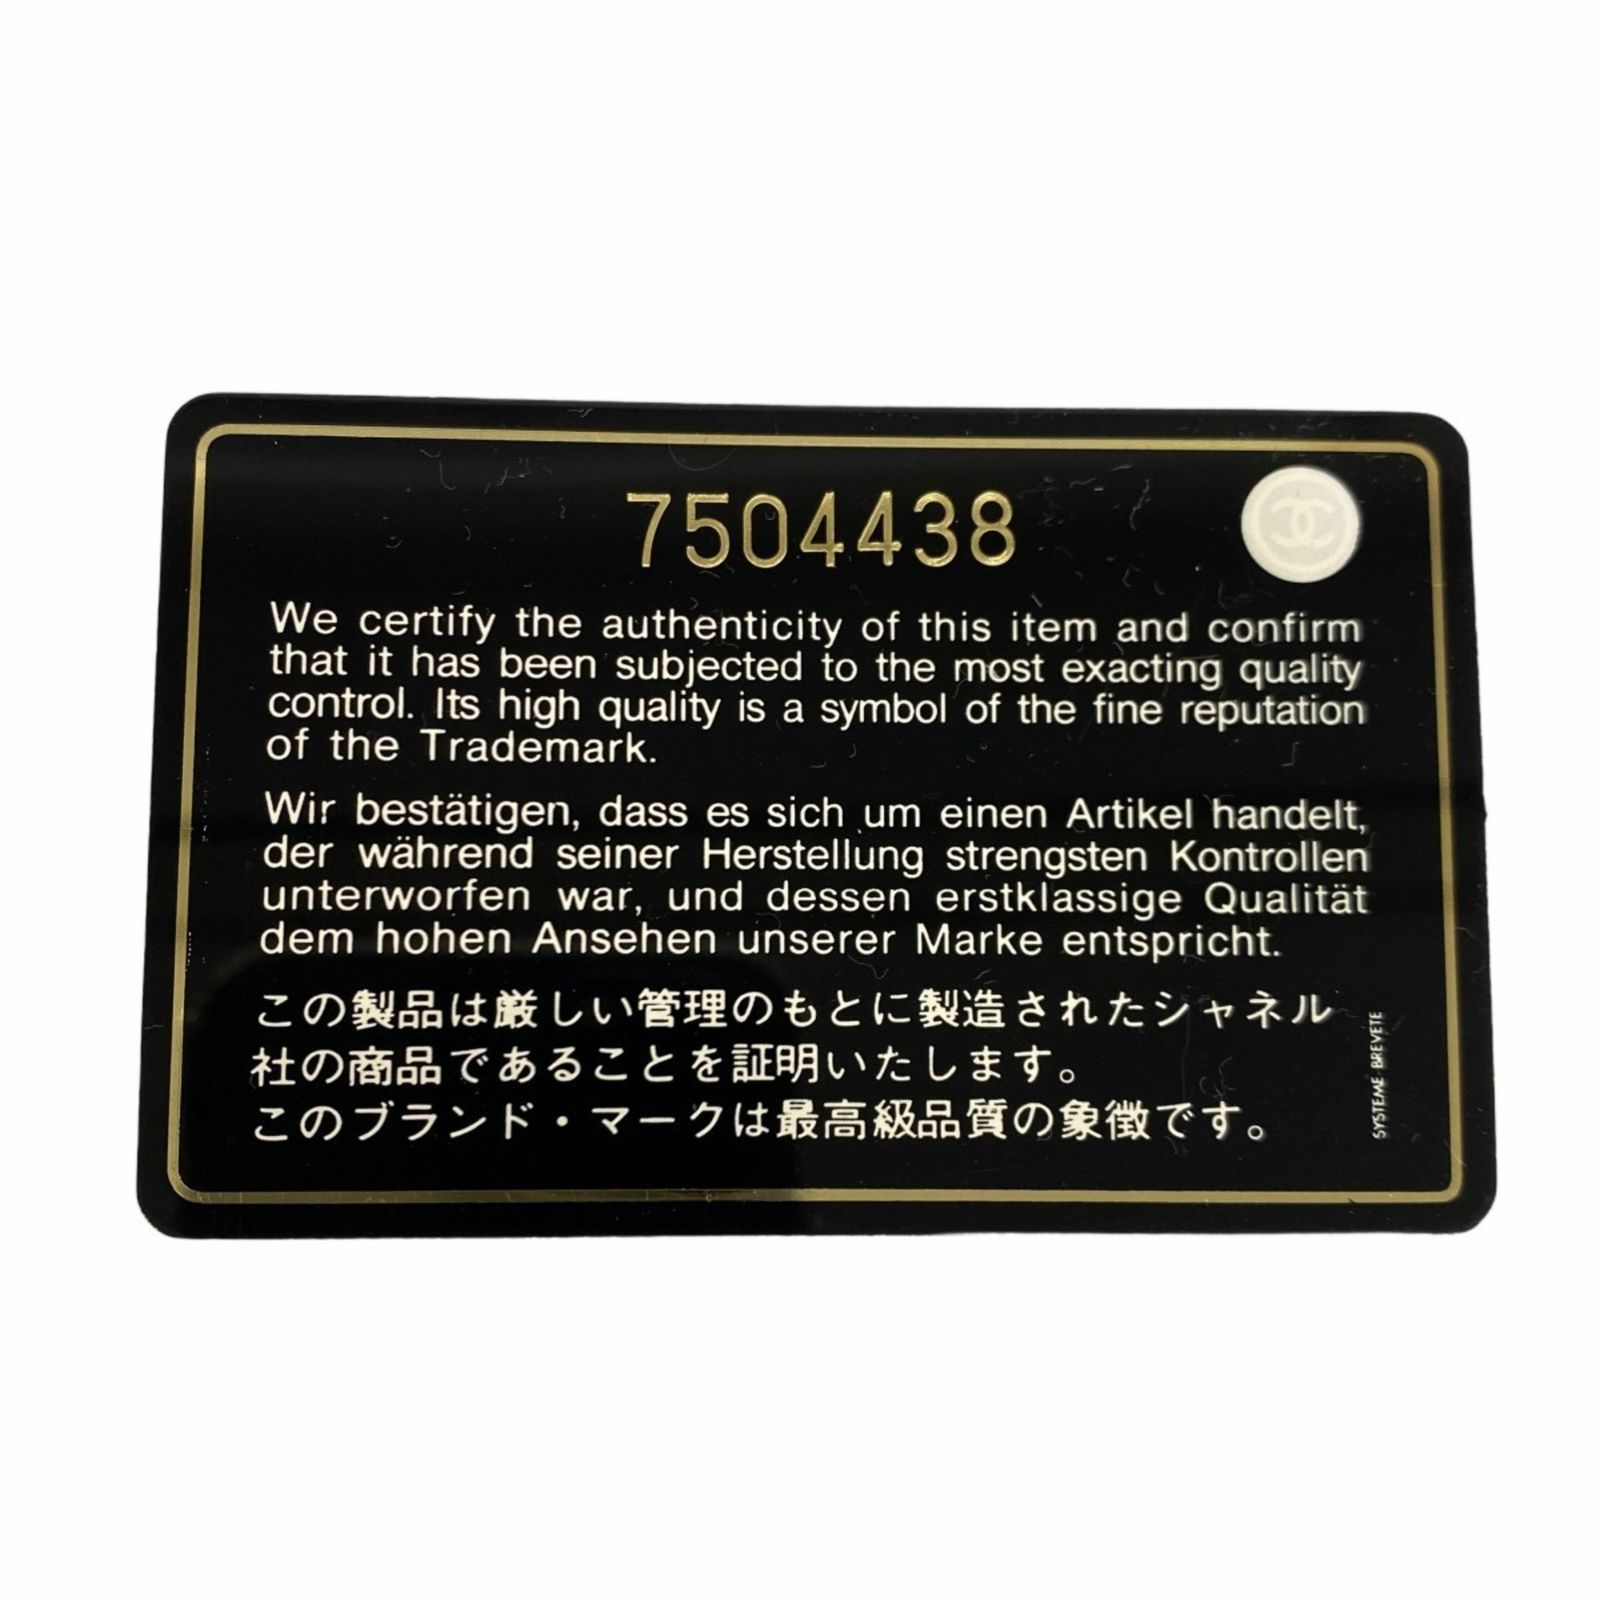 7504438
We certify the authenticity of this item and confirm
that it has been subjected to the most exacting quality
control. Its high quality is a symbol of the fine reputation
of the Trademark.
Wir bestätigen, dass es sich um einen Artikel handelt,
der während seiner Herstellung strengsten Kontrollen
unterworfen war, und dessen erstklassige Qualität
dem hohen Ansehen unserer Marke entspricht.
この製品は厳しい管理のもとに製造されたシャネル
社の商品であることを証明いたします。
このブランド・マークは最高級品質の象徴です。
SYSTEME BREVETE